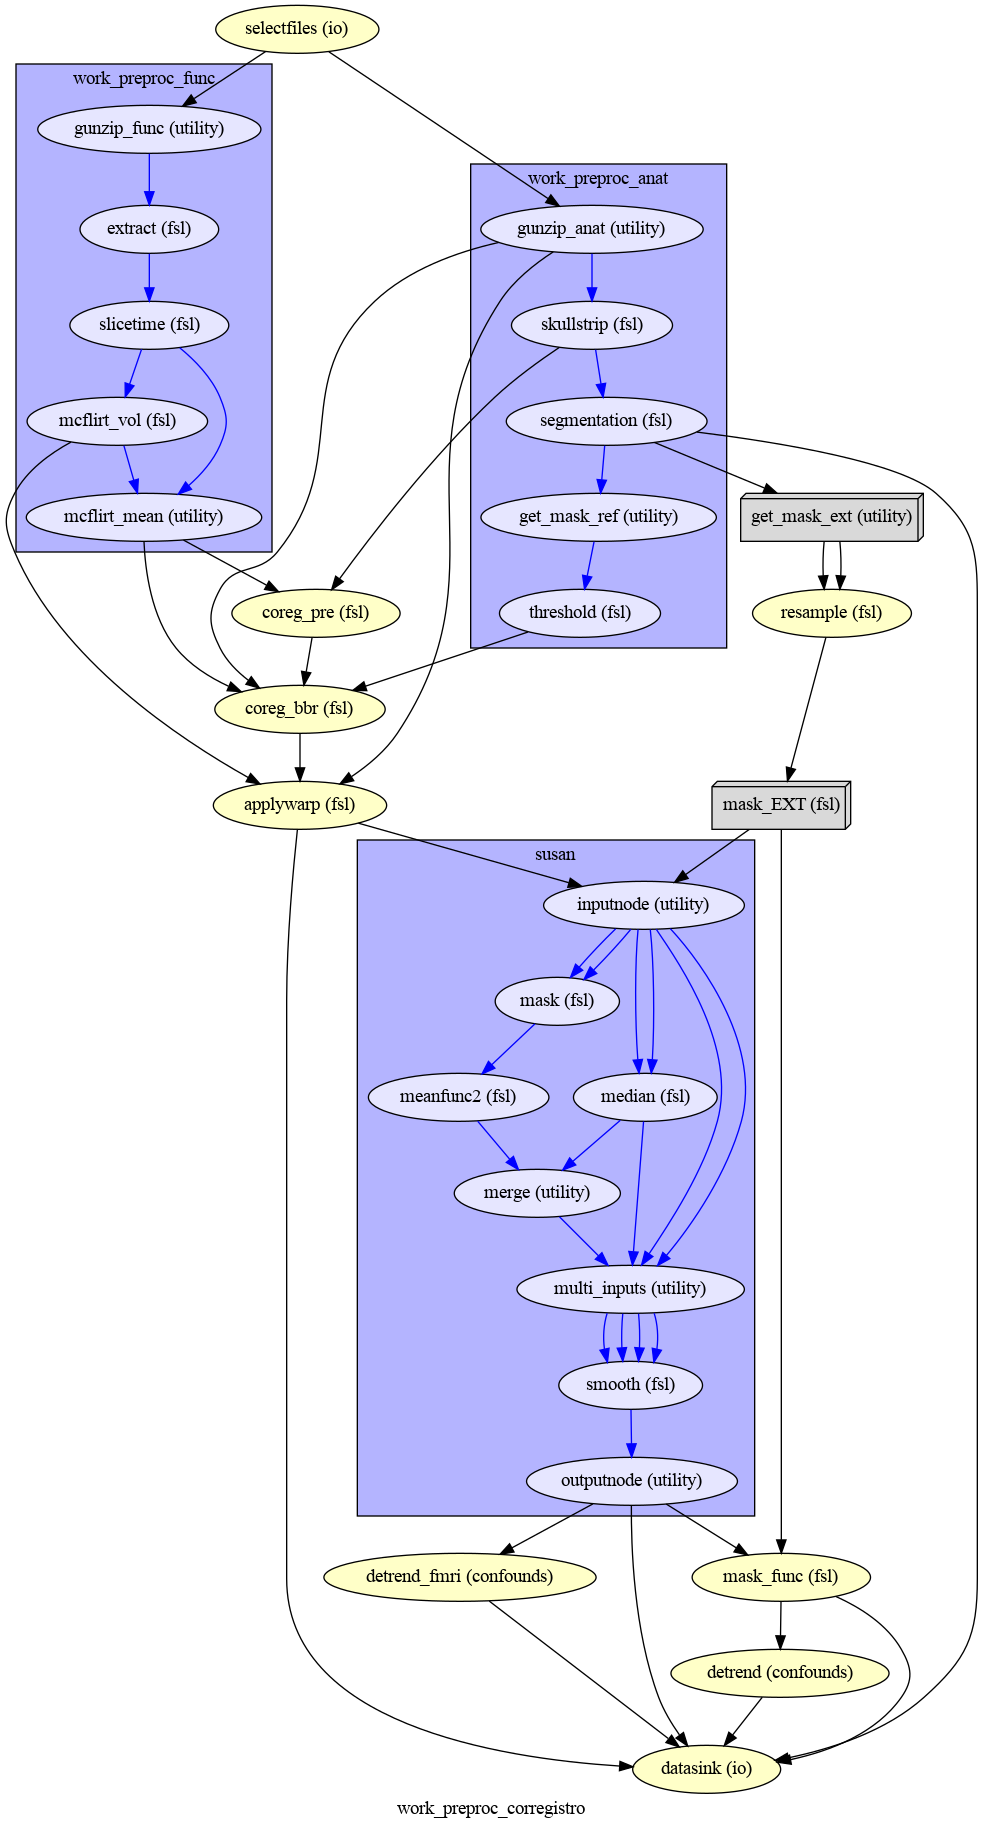 selectfiles (io)
work_preproc_func
gunzip_func (utility)
extract (fsl)
slicetime (fsl)
mcflirt_vol (fsl)
mcflirt_mean (utility)
work_preproc_anat
gunzip_anat (utility)
skullstrip (fsl)
segmentation (fsl)
get_mask_ref (utility)
threshold (fsl)
get_mask_ext (utility)
resample (fsl)
coreg_pre (fsl)
coreg_bbr (fsl)
applywarp (fsl)
mask_EXT (fsl)
susan
inputnode (utility)
mask (fsl)
meanfunc2 (fsl)
median (fsl)
merge (utility)
multi_inputs (utility)
smooth (fsl)
outputnode (utility)
detrend_fmri (confounds)
mask_func (fsl)
detrend (confounds)
datasink (io)
work_preproc_corregistro